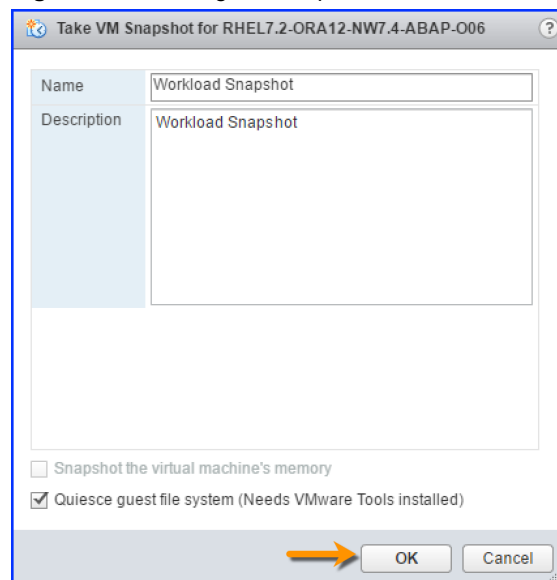 Take VM Snapshot for RHEL7.2-ORA12-NW7.4-ABAP-O06 ?
Name Workload Snapshot
Description Workload Snapshot
Snapshot the virtual machine's memory
Quiesce guest file system (Needs VMware Tools installed)
OK Cancel